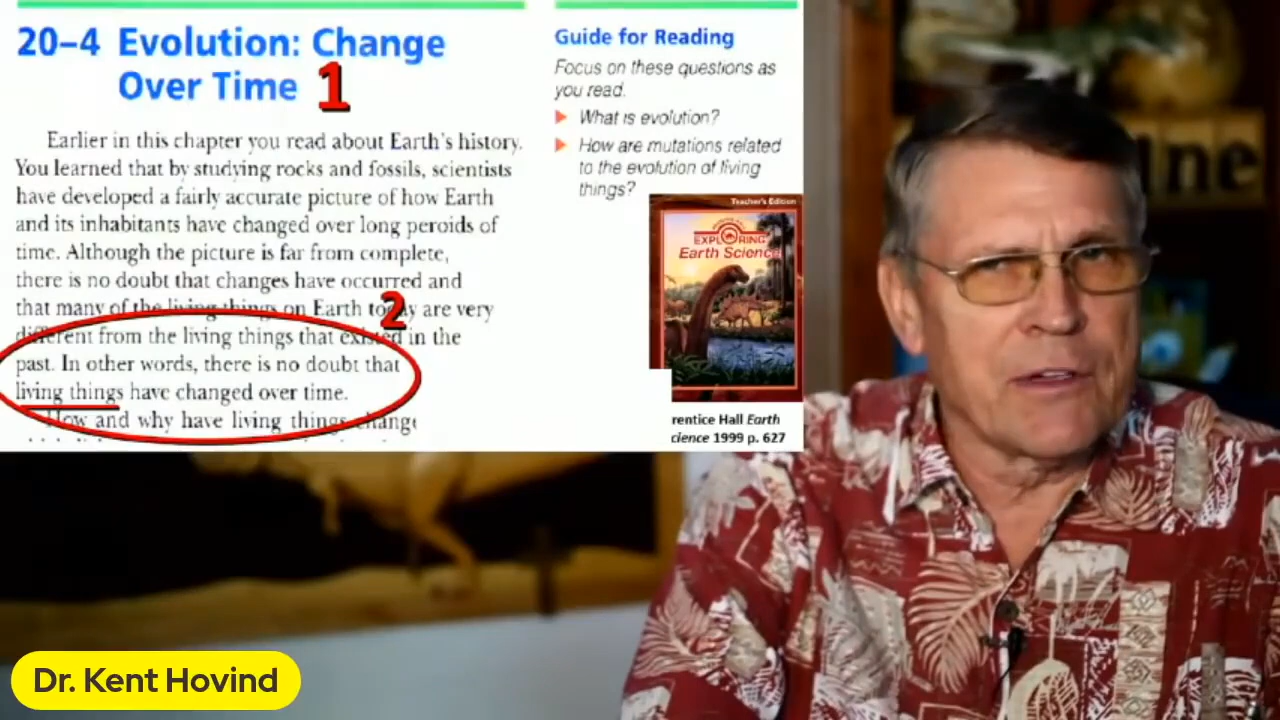 20–4 Evolution: Change
Over Time
1
Earlier in this chapter you read about Earth's history.
You learned that by studying rocks and fossils, scientists
have developed a fairly accurate picture of how Earth
and its inhabitants have changed over long peroids of
time. Although the picture is far from complete,
there is no doubt that changes have occurred and
that many of the living things on Earth today are very
2
different from the living things that existed in the
past. In other words, there is no doubt that
living things have changed over time.
How and why have living things change
Guide for Reading
Focus on these questions as
you read.
▶ What is evolution?
▶ How are mutations related
to the evolution of living
things?
Teacher's Edition
EXPLORING
Earth Science
rentice Hall Earth
cience 1999 p. 627
ine
Dr. Kent Hovind